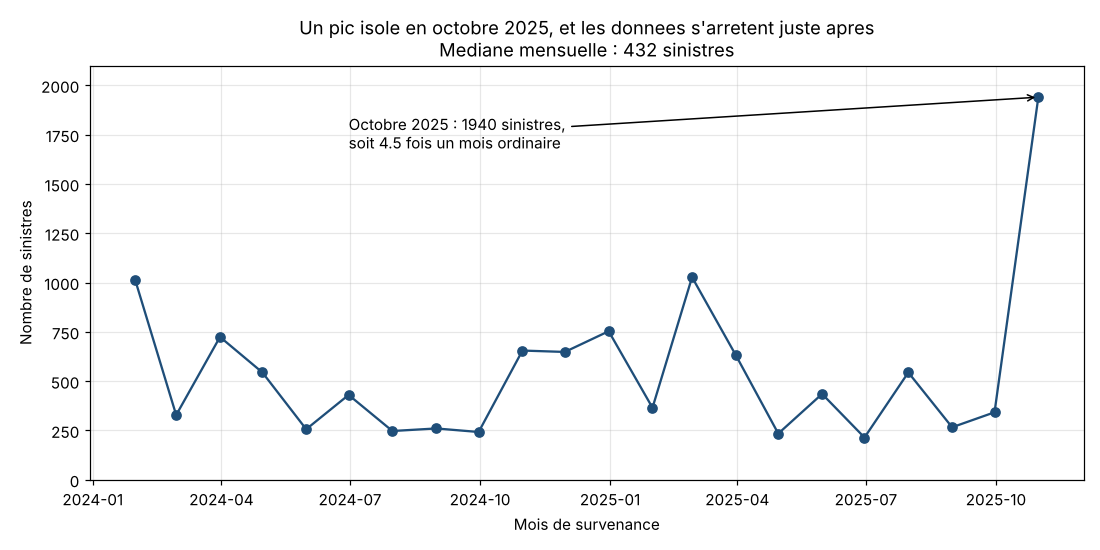 Un pic isole en octobre 2025, et les donnees s'arretent juste apres
Mediane mensuelle : 432 sinistres
2000
1750
1500
1250
1000
750
500
250
0
Nombre de sinistres
Octobre 2025 : 1940 sinistres,
soit 4.5 fois un mois ordinaire
2024-01
2024-04
2024-07
2024-10
2025-01
2025-04
2025-07
2025-10
Mois de survenance